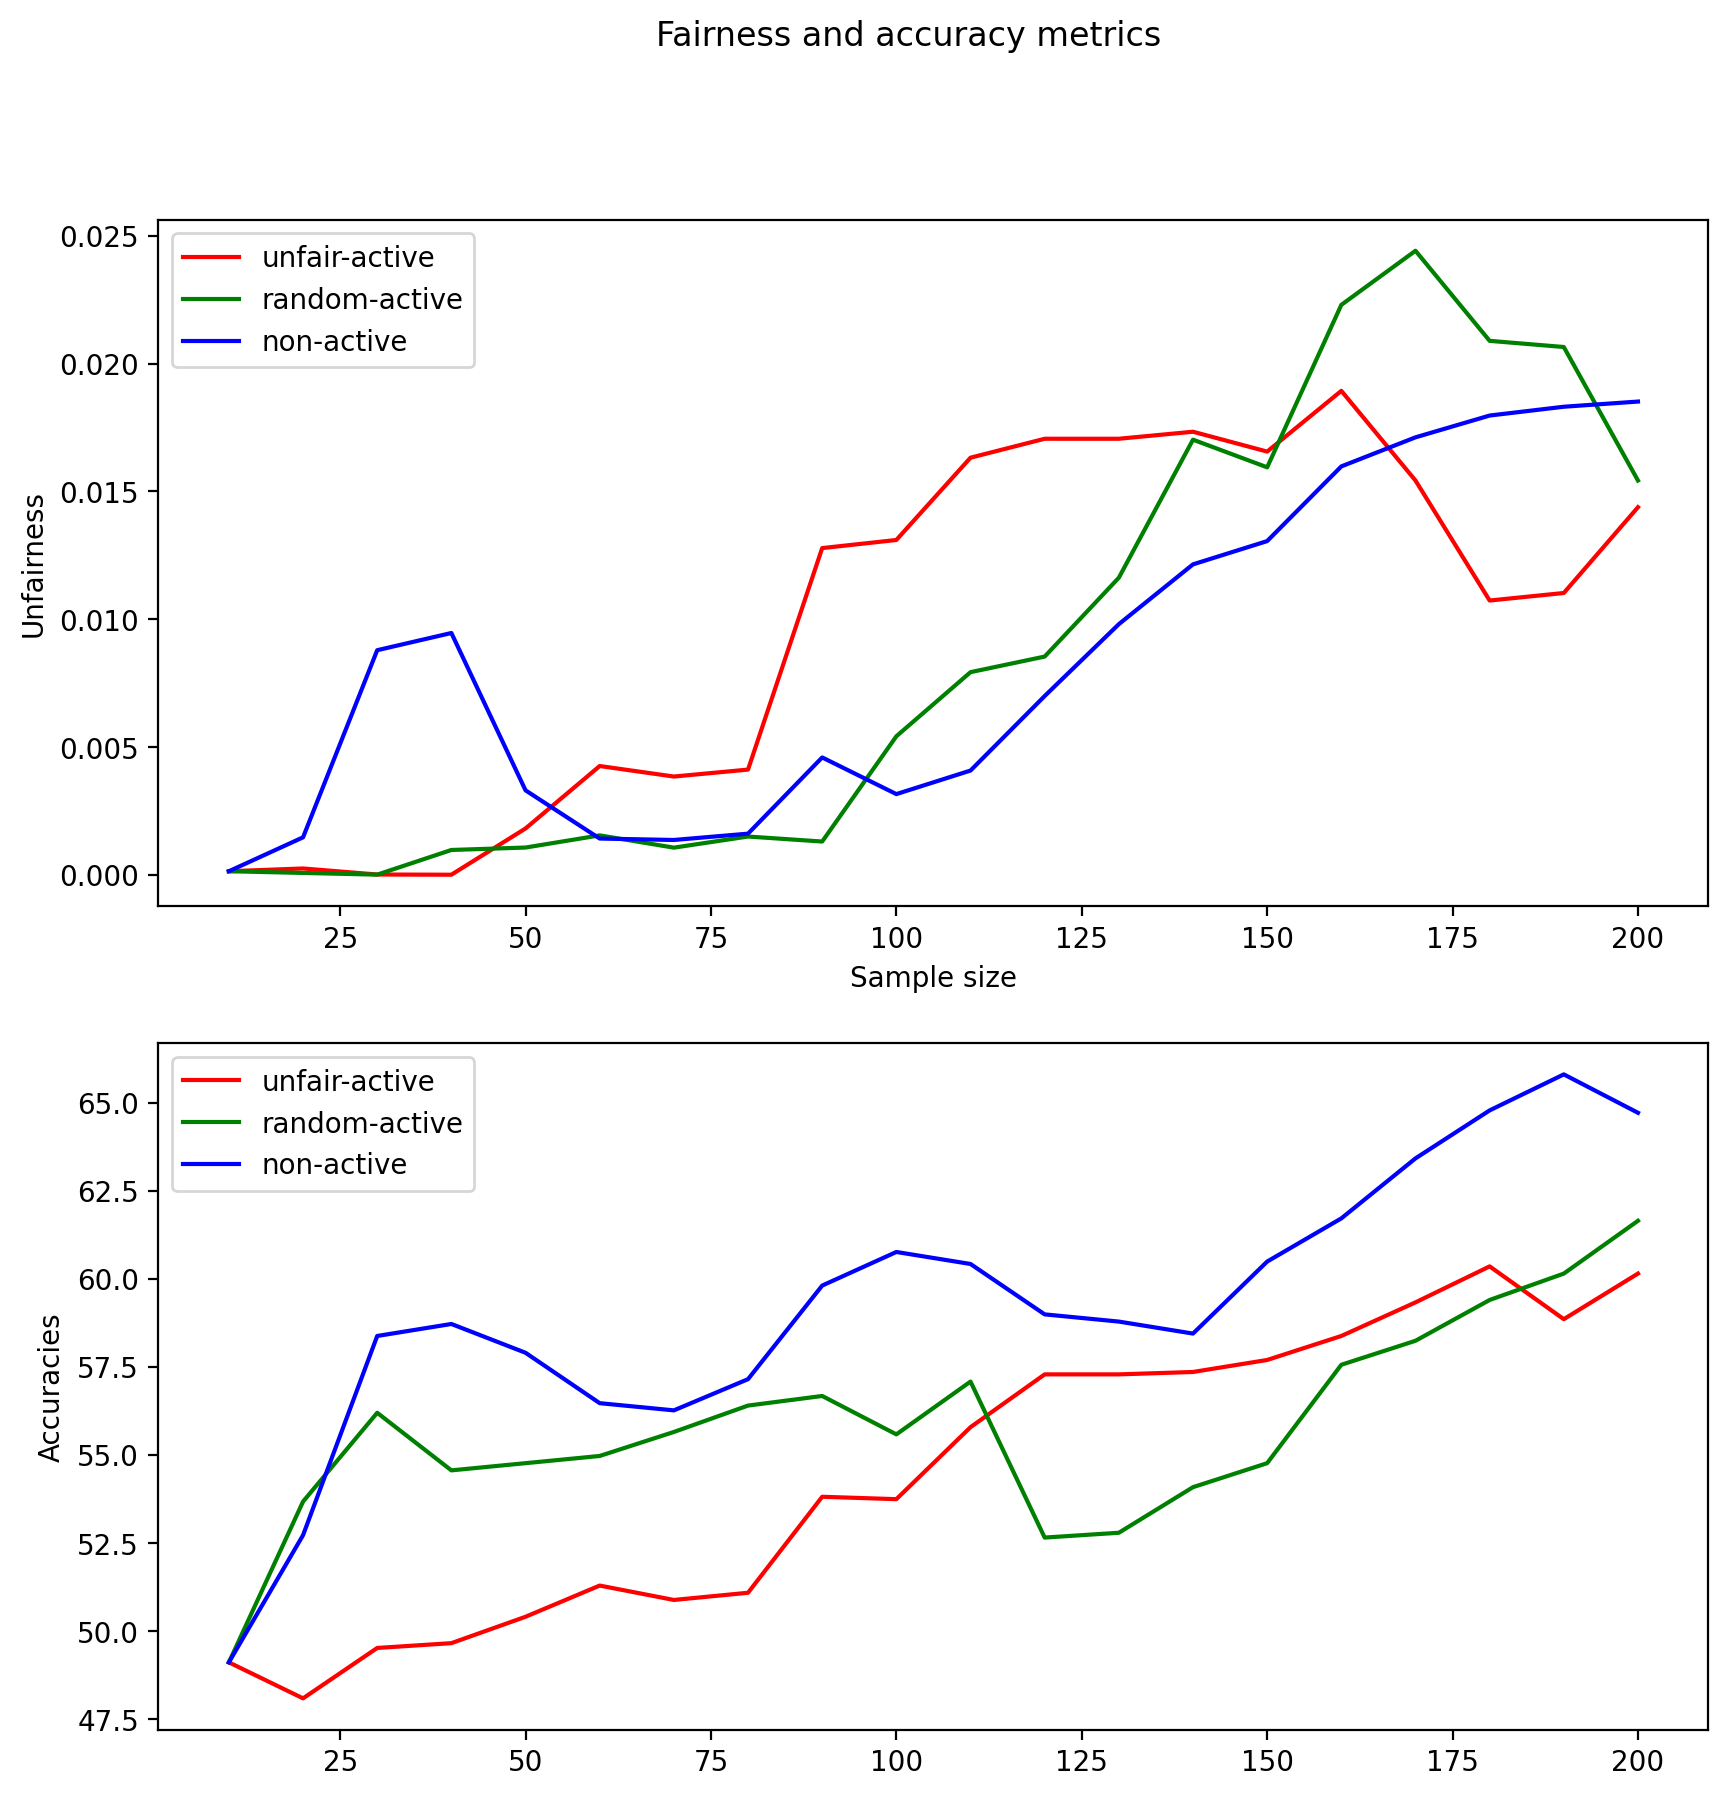 Fairness and accuracy metrics
0.025
0.020
0.015
0.010
0.005
0.000
Unfairness
unfair-active
random-active
non-active
25 50 75 100 125 150 175 200
Sample size
65.0
62.5
60.0
57.5
55.0
52.5
50.0
47.5
Accuracies
unfair-active
random-active
non-active
25 50 75 100 125 150 175 200